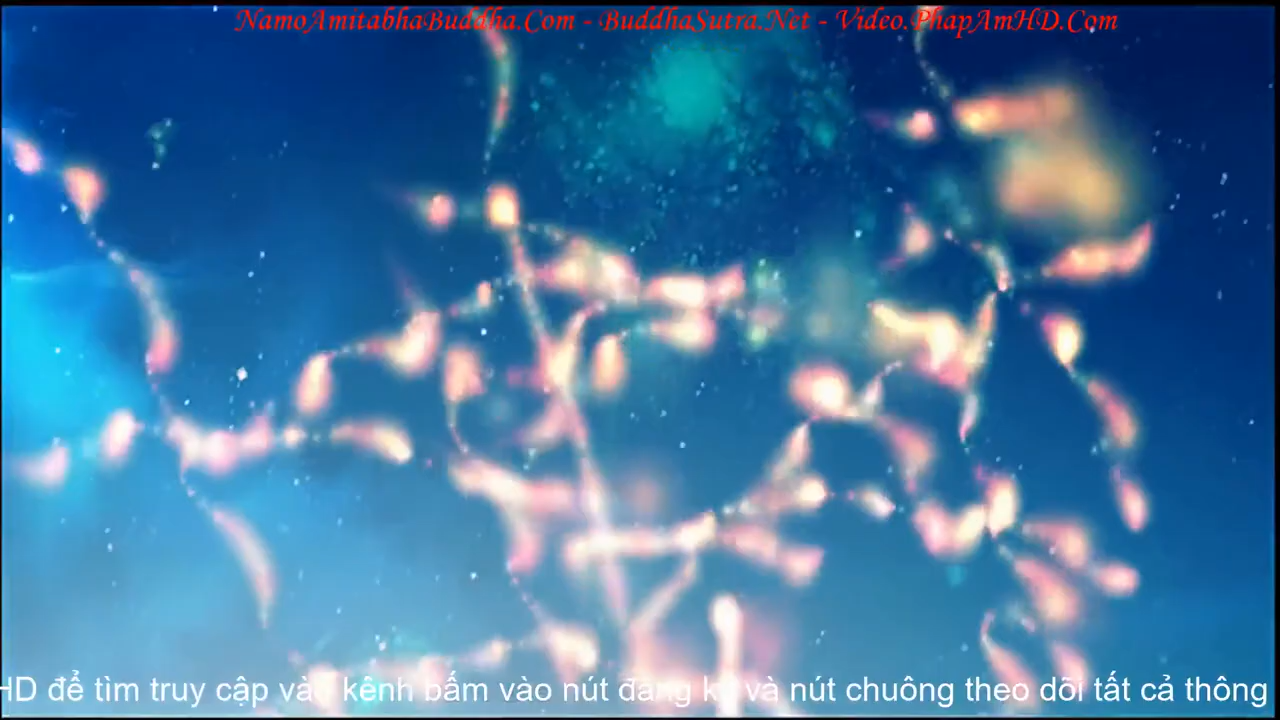 NamoAmitabhaBuddha.Com - BuddhaSutra.Net - Video.PhapAmHD.Com
HD để tìm truy cập vào kênh bấm vào nút đăng ký và nút chuông theo dõi tất cả thông